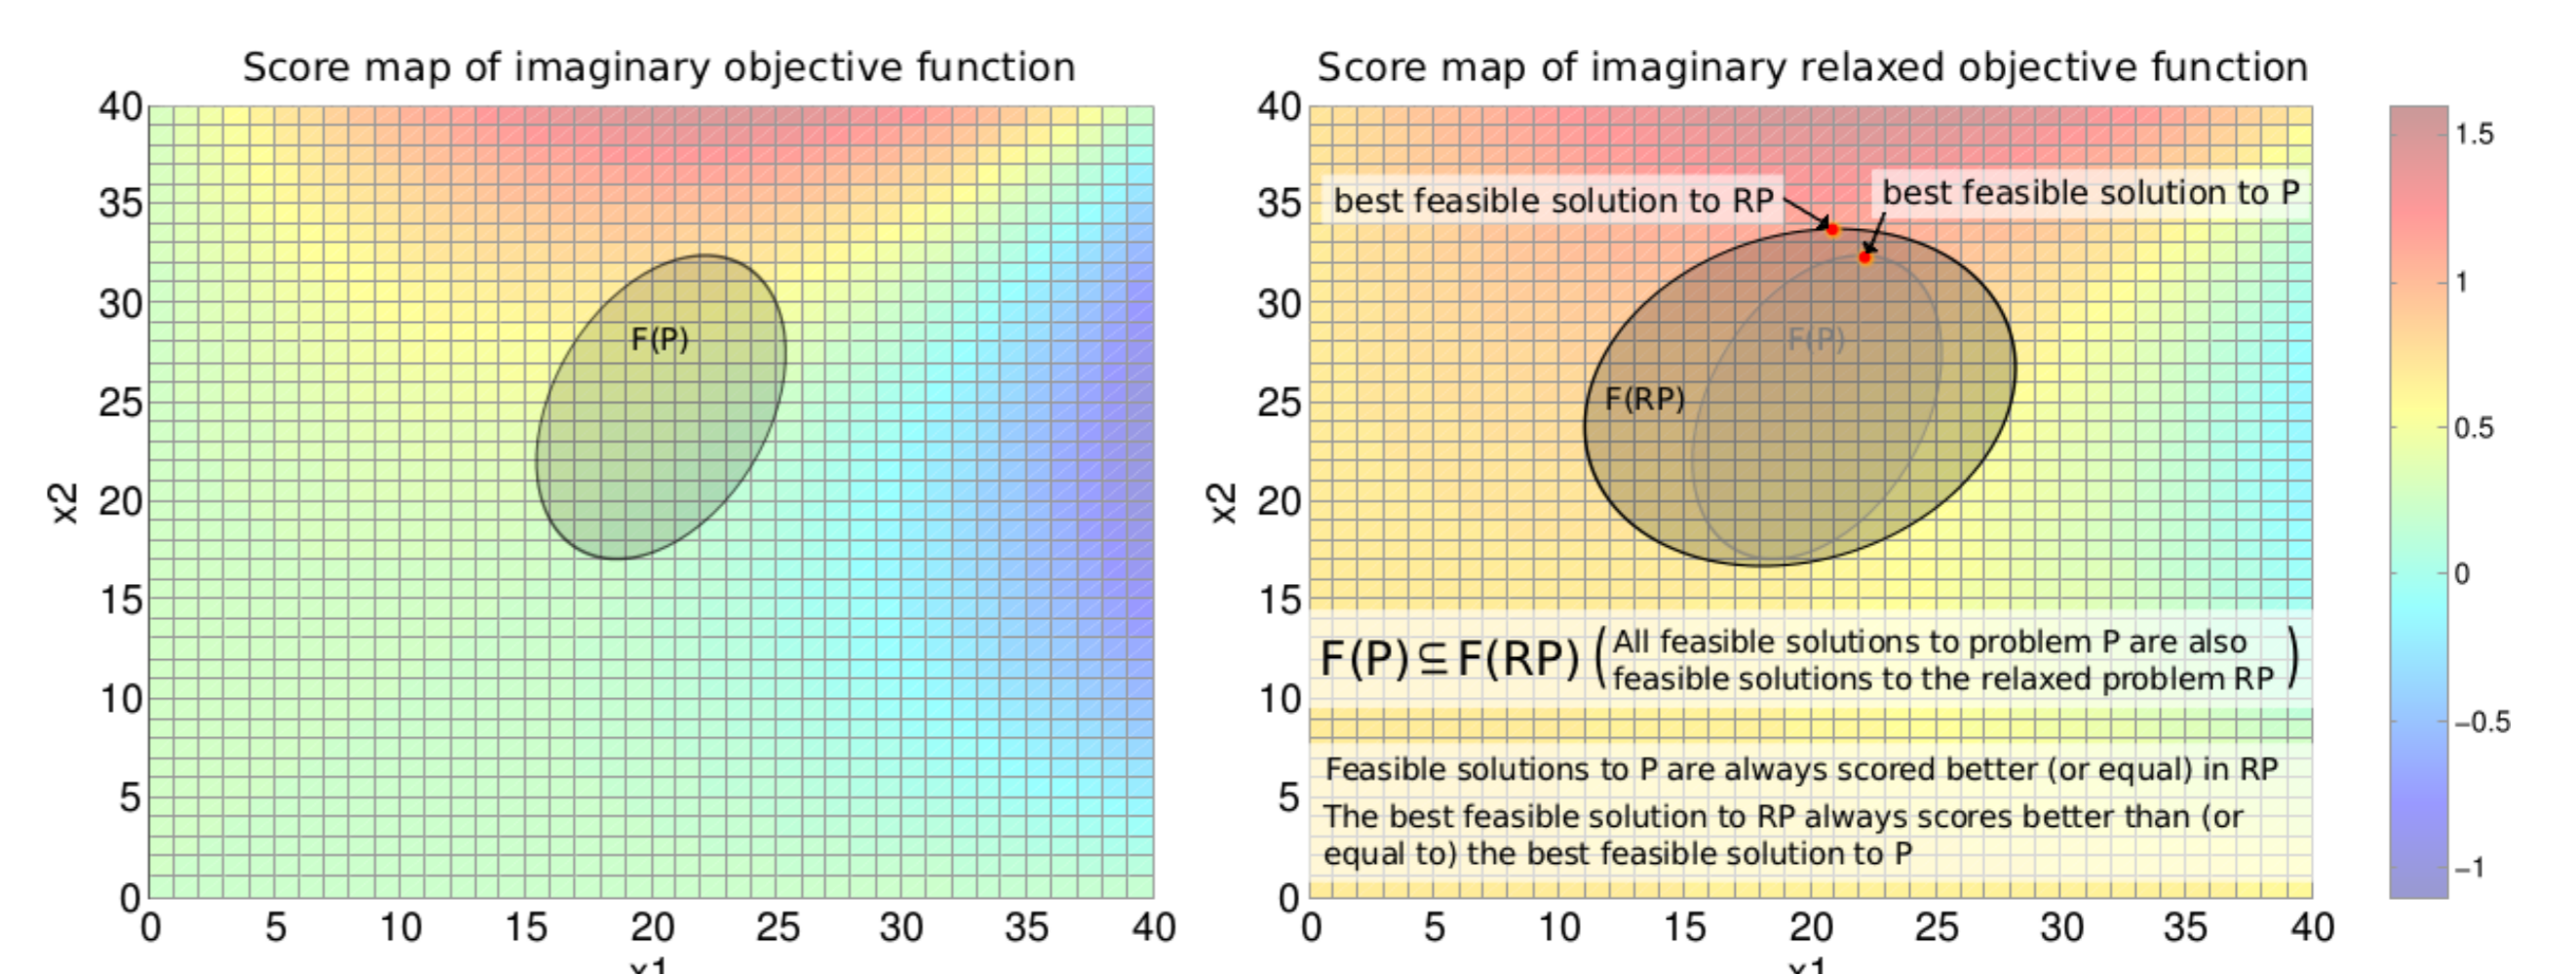 Score map of imaginary objective function
40
35
30
25
20
15
10
5
0
x2
F(P)
0 5 10 15 20 25 30 35 40
x1
Score map of imaginary relaxed objective function
40
35
30
25
20
15
10
5
0
x2
best feasible solution to RP
best feasible solution to P
F(P)
F(RP)
F(P)⊆F(RP) (All feasible solutions to problem P are also
feasible solutions to the relaxed problem RP)
Feasible solutions to P are always scored better (or equal) in RP
The best feasible solution to RP always scores better than (or
equal to) the best feasible solution to P
0 5 10 15 20 25 30 35 40
x1
1.5
1
0.5
0
−0.5
−1